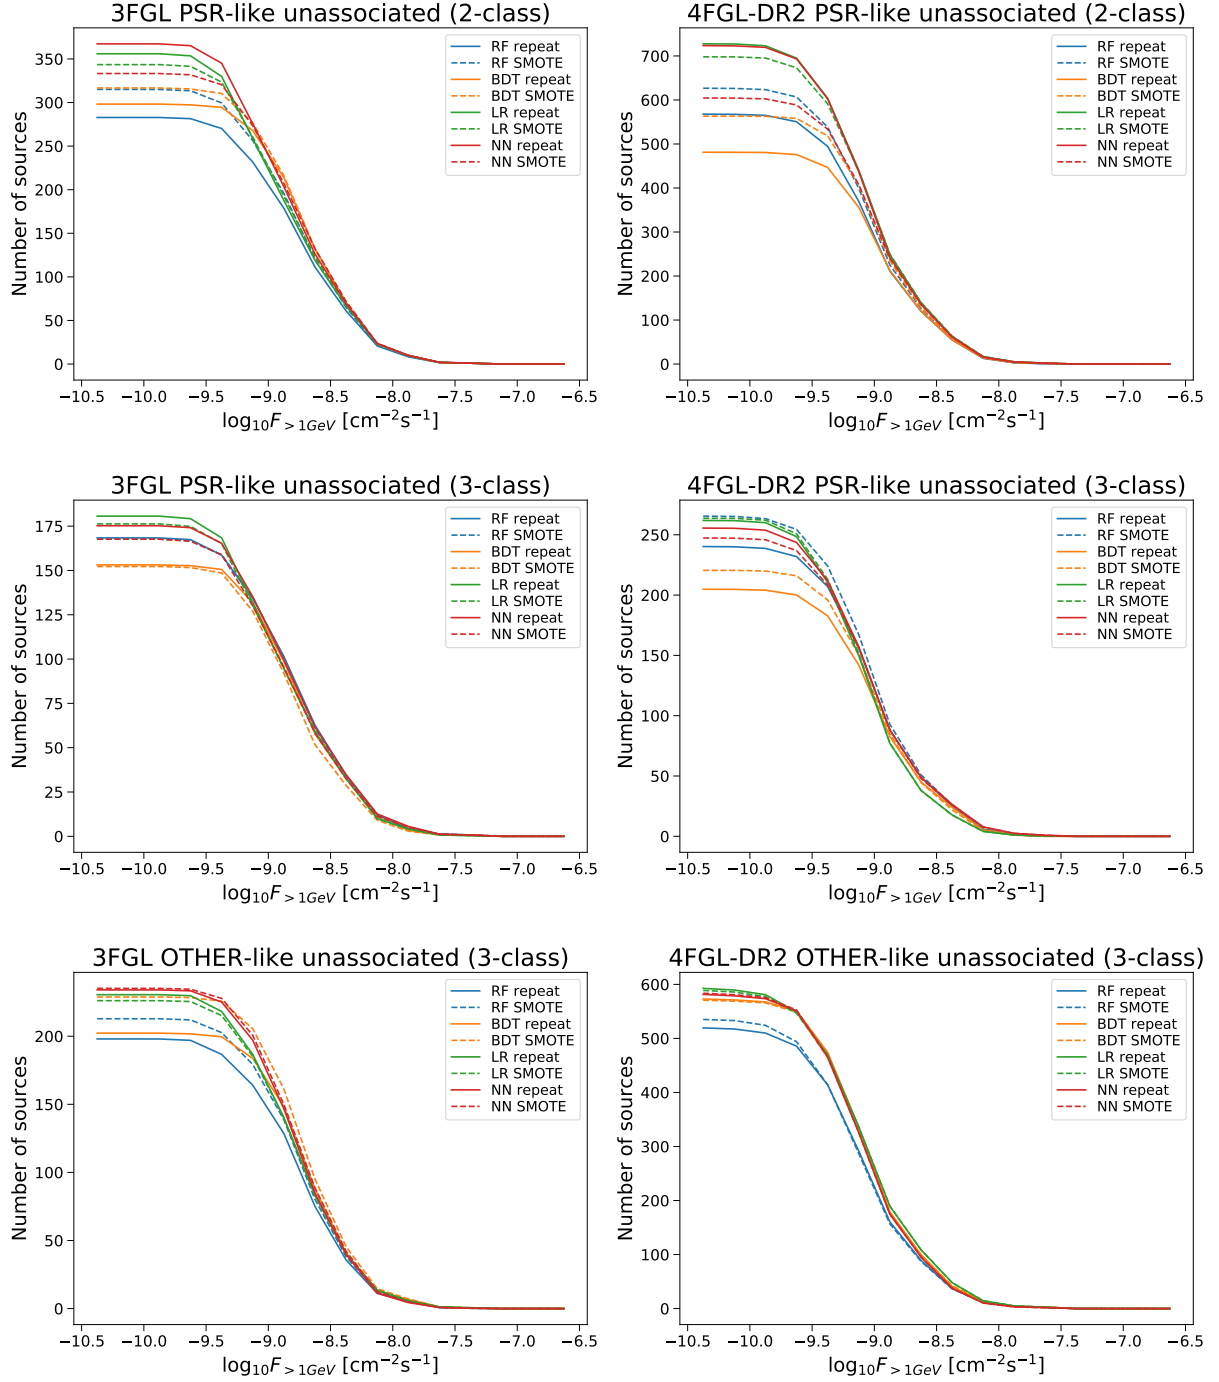 3FGL PSR-like unassociated (2-class)
350
300
250
200
150
100
50
0
Number of sources
RF repeat
RF SMOTE
BDT repeat
BDT SMOTE
LR repeat
LR SMOTE
NN repeat
NN SMOTE
−10.5 −10.0 −9.5 −9.0 −8.5 −8.0 −7.5 −7.0 −6.5
log₁₀F>1GeV [cm⁻²s⁻¹]
4FGL-DR2 PSR-like unassociated (2-class)
700
600
500
400
300
200
100
0
Number of sources
RF repeat
RF SMOTE
BDT repeat
BDT SMOTE
LR repeat
LR SMOTE
NN repeat
NN SMOTE
−10.5 −10.0 −9.5 −9.0 −8.5 −8.0 −7.5 −7.0 −6.5
log₁₀F>1GeV [cm⁻²s⁻¹]
3FGL PSR-like unassociated (3-class)
175
150
125
100
75
50
25
0
Number of sources
RF repeat
RF SMOTE
BDT repeat
BDT SMOTE
LR repeat
LR SMOTE
NN repeat
NN SMOTE
−10.5 −10.0 −9.5 −9.0 −8.5 −8.0 −7.5 −7.0 −6.5
log₁₀F>1GeV [cm⁻²s⁻¹]
4FGL-DR2 PSR-like unassociated (3-class)
250
200
150
100
50
0
Number of sources
RF repeat
RF SMOTE
BDT repeat
BDT SMOTE
LR repeat
LR SMOTE
NN repeat
NN SMOTE
−10.5 −10.0 −9.5 −9.0 −8.5 −8.0 −7.5 −7.0 −6.5
log₁₀F>1GeV [cm⁻²s⁻¹]
3FGL OTHER-like unassociated (3-class)
200
150
100
50
0
Number of sources
RF repeat
RF SMOTE
BDT repeat
BDT SMOTE
LR repeat
LR SMOTE
NN repeat
NN SMOTE
−10.5 −10.0 −9.5 −9.0 −8.5 −8.0 −7.5 −7.0 −6.5
log₁₀F>1GeV [cm⁻²s⁻¹]
4FGL-DR2 OTHER-like unassociated (3-class)
600
500
400
300
200
100
0
Number of sources
RF repeat
RF SMOTE
BDT repeat
BDT SMOTE
LR repeat
LR SMOTE
NN repeat
NN SMOTE
−10.5 −10.0 −9.5 −9.0 −8.5 −8.0 −7.5 −7.0 −6.5
log₁₀F>1GeV [cm⁻²s⁻¹]